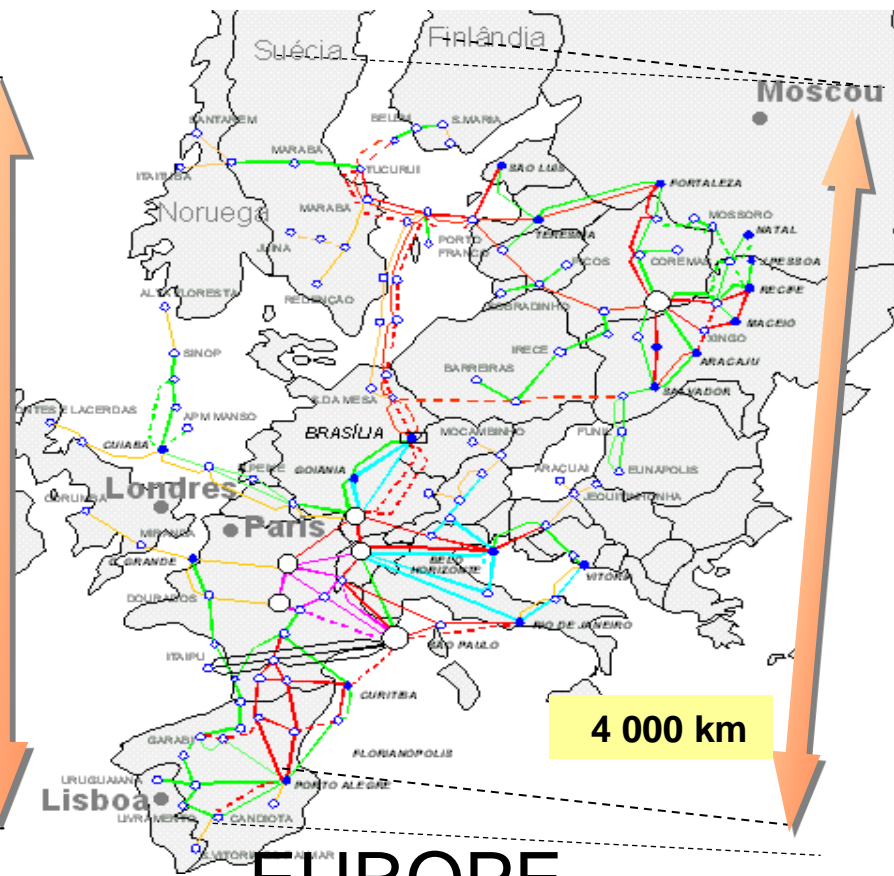 Finlândia
Suécia
Moscou
SANTAREM
BELEM
S.MARIA
MARABA
ITAITUBA
TUCURUI
SÃO LUIS
FORTALEZA
MARABA
Noruega
MOSSORO
NATAL
TERESINA
JUINA
PORTO
FRANCO
PICOS
COREMAS
J.PESSOA
RECIFE
ALTA FLORESTA
REDENÇÃO
SOBRADINHO
MACEIO
XINGO
SINOP
IRECE
ARACAJU
BARREIRAS
SALVADOR
S.DA MESA
PONTES E LACERDAS
APM MANSO
BRASÍLIA
MOCAMBINHO
FUNIL
CUIABA
GOIANIA
ARAÇUAI
EUNAPOLIS
Londres
JEQUITINHONHA
CORUMBA
Paris
MIRANDA
C. GRANDE
BELO
HORIZONTE
VITORIA
DOURADOS
RIO DE JANEIRO
SÃO PAULO
ITAIPU
CURITIBA
4 000 km
GARABI
FLORIANOPOLIS
URUGUAIANA
PORTO ALEGRE
Lisboa
LIVRAMENTO
CANDIOTA
EUROPE